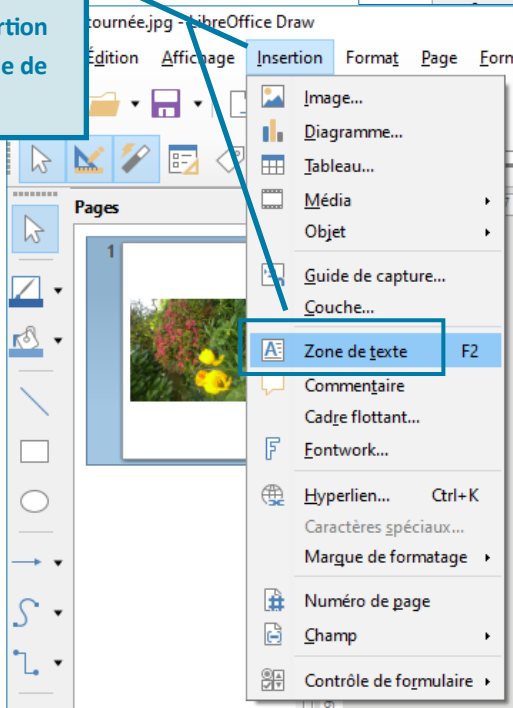 rtion
e de
tournée.jpg - LibreOffice Draw
Édition Affichage Insertion Format Page Form
Image...
Diagramme...
Tableau...
Média
Objet
Guide de capture...
Couche...
Zone de texte F2
Commentaire
Cadre flottant...
Fontwork...
Hyperlien... Ctrl+K
Caractères spéciaux...
Marque de formatage
Numéro de page
Champ
Contrôle de formulaire
Pages
1